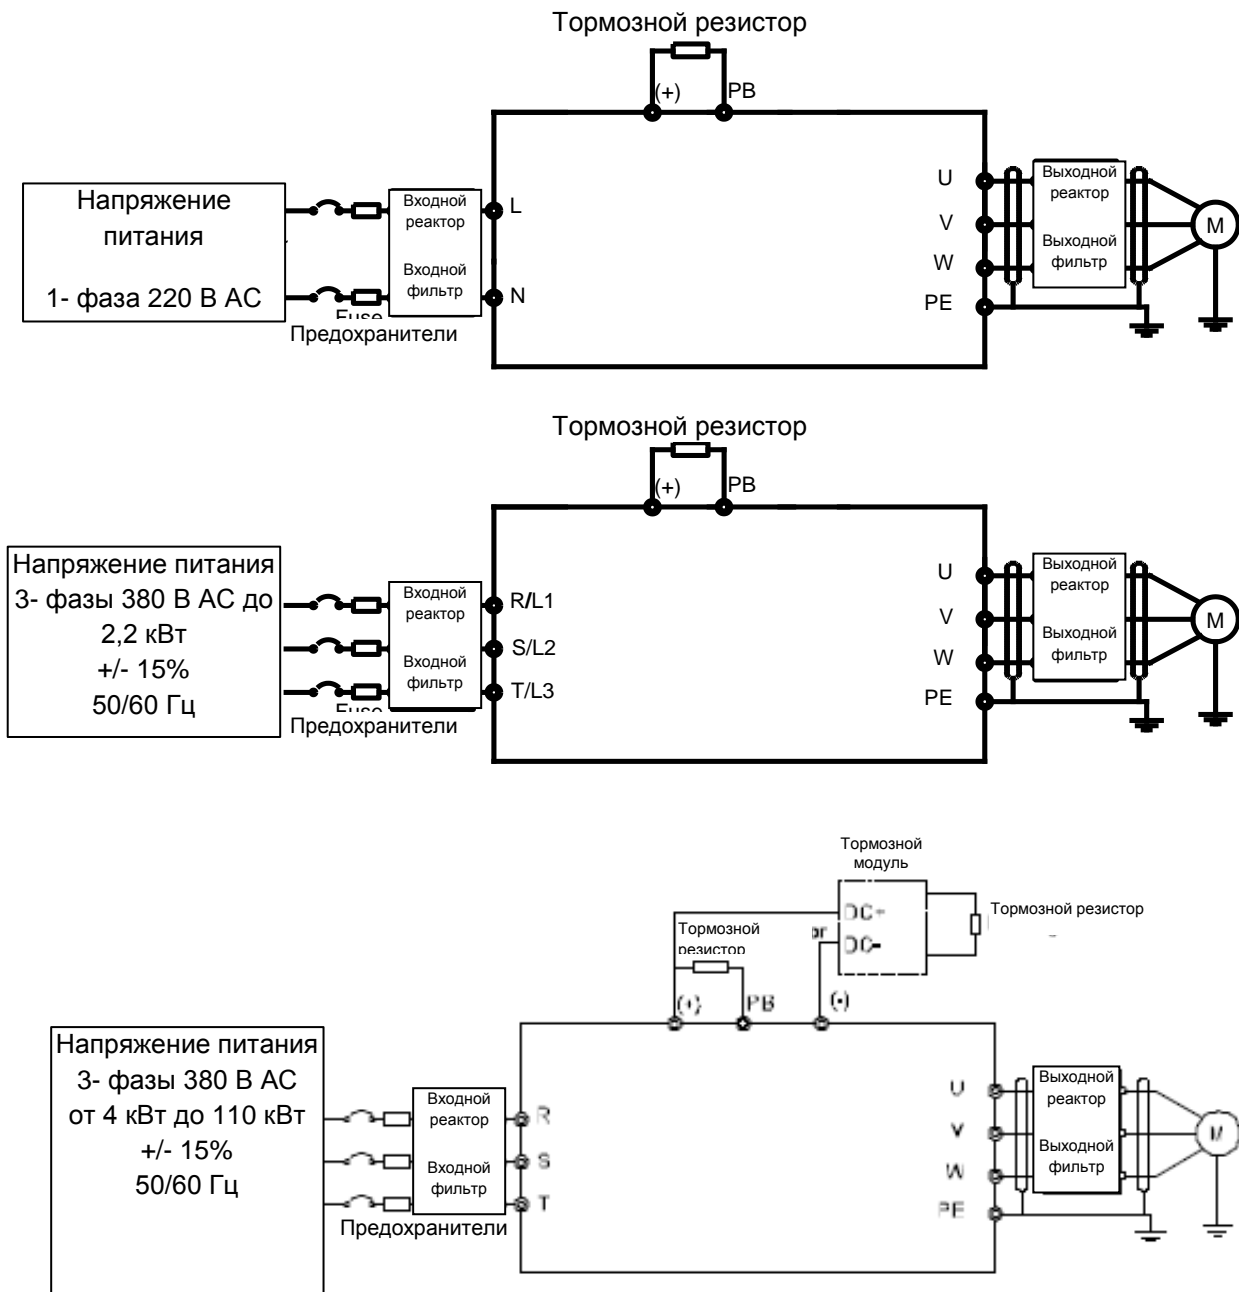 Тормозной резистор
(+)
PB
Напряжение
питания
1- фаза 220 В AC
Входной
реактор
Входной
фильтр
Предохранители
L
N
U
V
W
PE
Выходной
реактор
Выходной
фильтр
M
Тормозной резистор
(+)
PB
Напряжение питания
3- фазы 380 В AC до
2,2 кВт
+/- 15%
50/60 Гц
Входной
реактор
Входной
фильтр
Предохранители
R/L1
S/L2
T/L3
U
V
W
PE
Выходной
реактор
Выходной
фильтр
M
Тормозной
модуль
DC+
DC-
or
Тормозной резистор
Тормозной
резистор
(+)
PB
(-)
Напряжение питания
3- фазы 380 В AC
от 4 кВт до 110 кВт
+/- 15%
50/60 Гц
Входной
реактор
Входной
фильтр
Предохранители
R
S
T
U
V
W
PE
Выходной
реактор
Выходной
фильтр
M